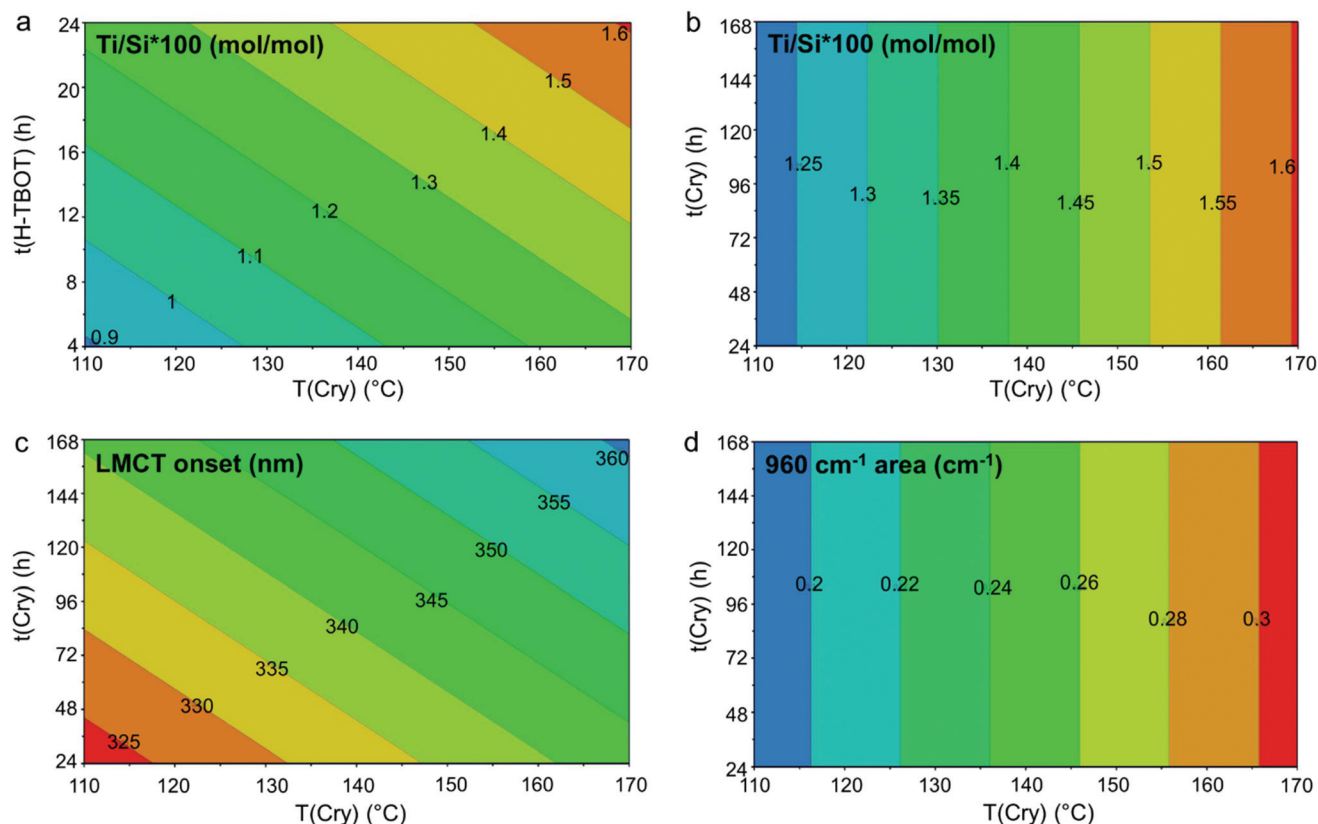 a
Ti/Si*100 (mol/mol)
t(H-TBOT) (h)
24
20
16
12
8
4
1.6
1.5
1.4
1.3
1.2
1.1
1
0.9
110 120 130 140 150 160 170
T(Cry) (°C)
b
Ti/Si*100 (mol/mol)
t(Cry) (h)
168
144
120
96
72
48
24
1.25 1.3 1.35 1.4 1.45 1.5 1.55 1.6
110 120 130 140 150 160 170
T(Cry) (°C)
c
LMCT onset (nm)
t(Cry) (h)
168
144
120
96
72
48
24
360
355
350
345
340
335
330
325
110 120 130 140 150 160 170
T(Cry) (°C)
d
960 cm⁻¹ area (cm⁻¹)
t(Cry) (h)
168
144
120
96
72
48
24
0.2 0.22 0.24 0.26 0.28 0.3
110 120 130 140 150 160 170
T(Cry) (°C)